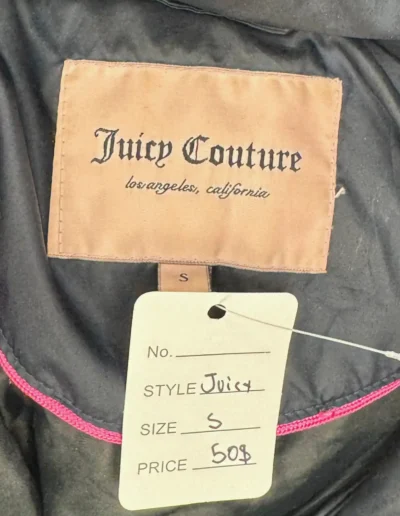 Juicy Couture
los angeles, california
S
No.
STYLE Juicy
SIZE S
PRICE 50$